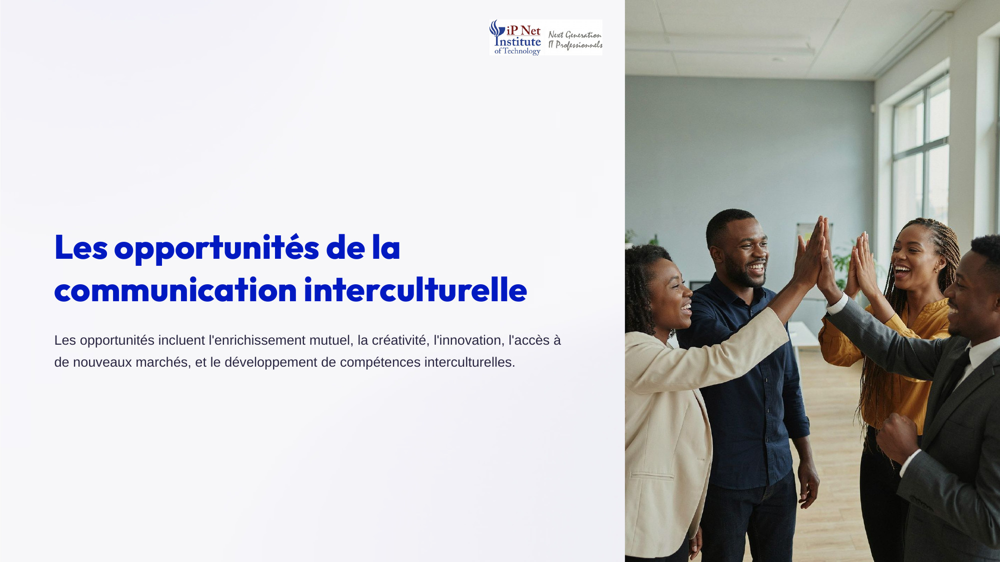 iP Net
Institute
of Technology
Next Generation
IT Professionnels
Les opportunités de la
communication interculturelle
Les opportunités incluent l'enrichissement mutuel, la créativité, l'innovation, l'accès à
de nouveaux marchés, et le développement de compétences interculturelles.